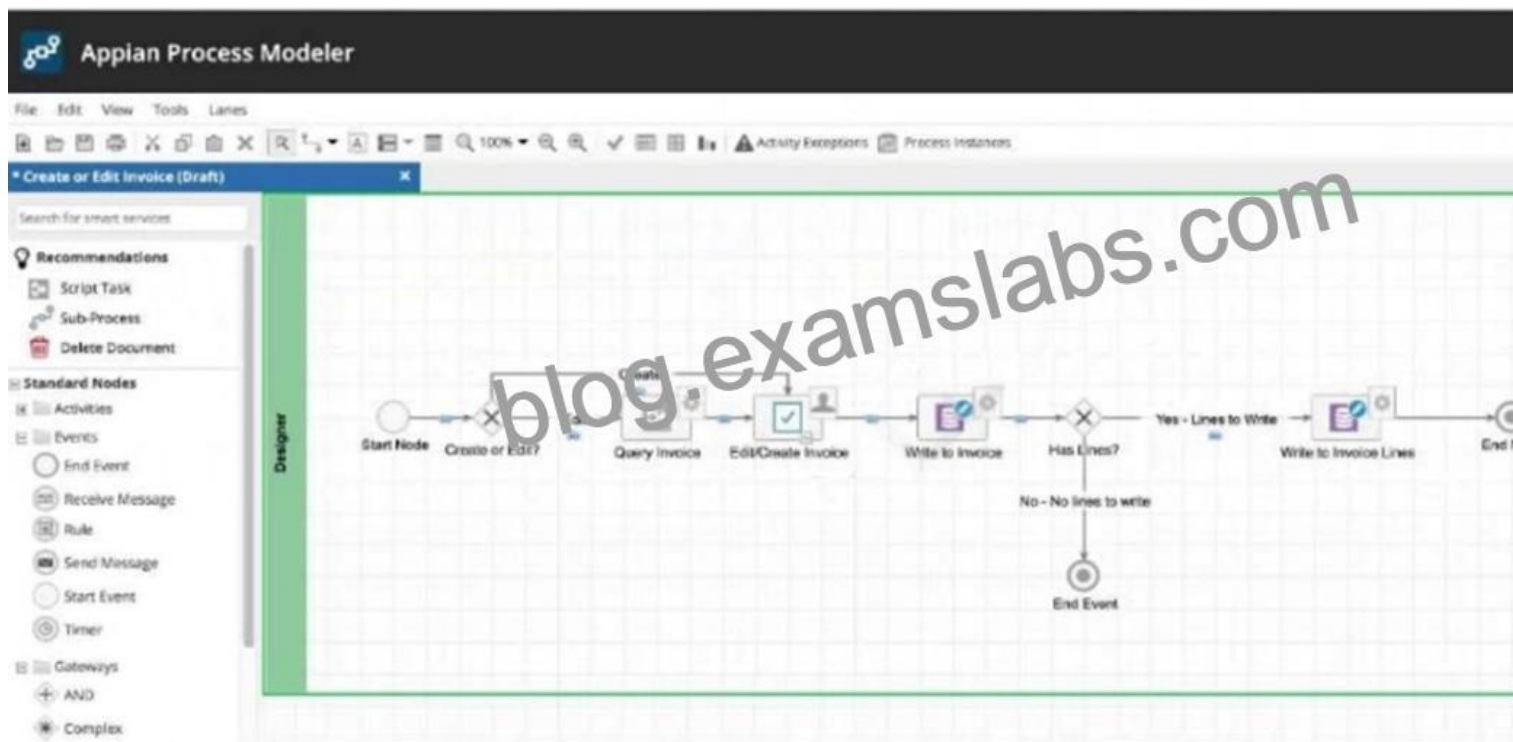 Appian Process Modeler
File Edit View Tools Lanes
100% Activity Exceptions Process Instances
* Create or Edit Invoice (Draft) ×
Search for smart services
Recommendations
Script Task
Sub-Process
Delete Document
Standard Nodes
Activities
Events
End Event
Receive Message
Rule
Send Message
Start Event
Timer
Gateways
AND
Complex
Designer
Start Node
Create or Edit?
Create
Query Invoice
Edit/Create Invoice
Write to Invoice
Has Lines?
Yes - Lines to Write
Write to Invoice Lines
End
No - No lines to write
End Event
blog.examslabs.com